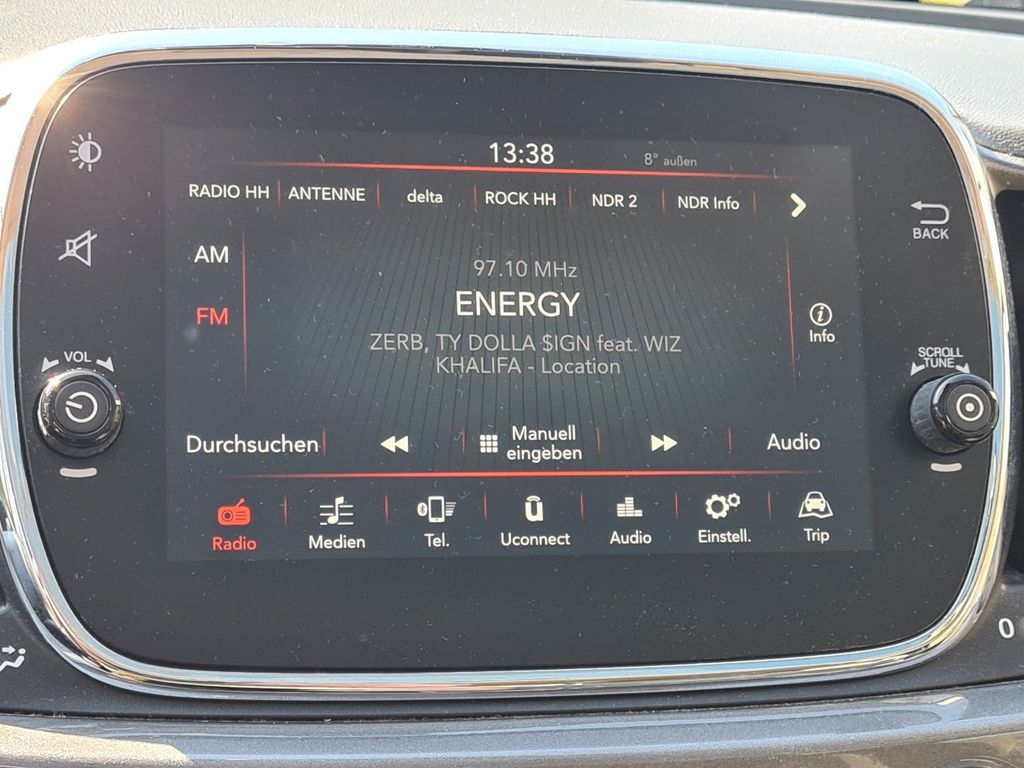 13:38
8° außen
RADIO HH ANTENNE delta ROCK HH NDR 2 NDR Info
BACK
AM
97.10 MHz
FM
ENERGY
Info
ZERB, TY DOLLA $IGN feat. WIZ
KHALIFA - Location
VOL
SCROLL
TUNE
Durchsuchen
Manuell
eingeben
Audio
Radio Medien Tel. Uconnect Audio Einstell. Trip
0